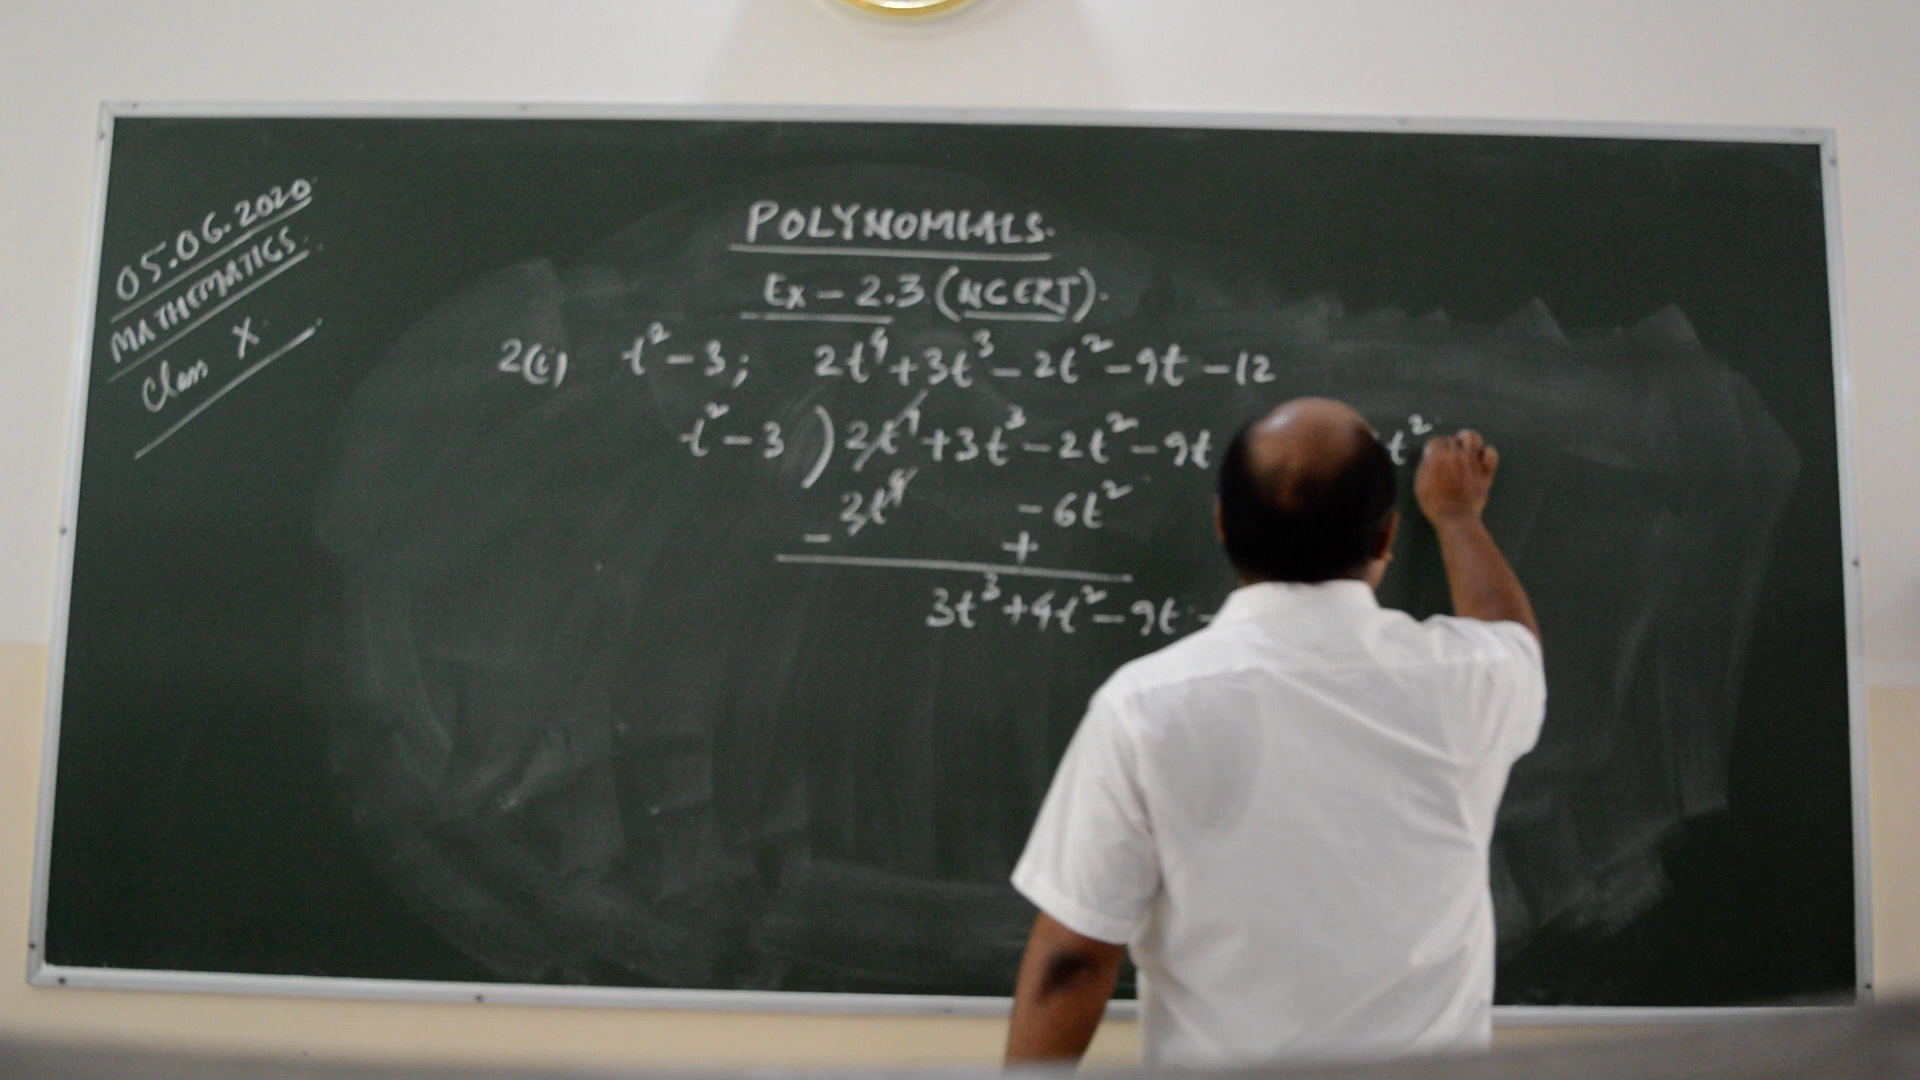 05.06.2020
MATHEMATICS
Class X
POLYNOMIALS.
Ex - 2.3 (NCERT).
2(i) t² - 3; 2t⁴ + 3t³ - 2t² - 9t - 12
t² - 3 ) 2t⁴ + 3t³ - 2t² - 9t t²
3t⁴ - 6t²
- +
3t³ + 4t² - 9t -